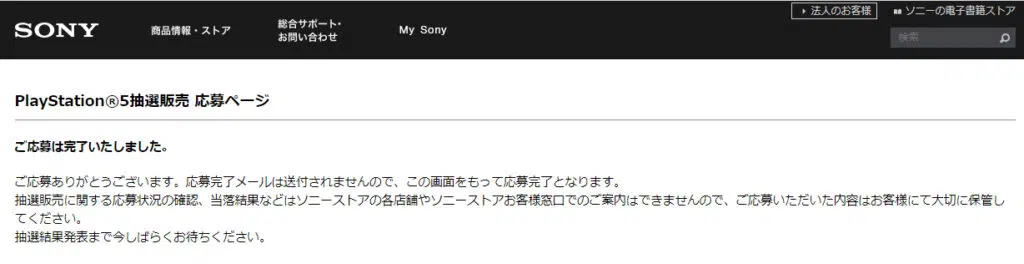 法人のお客様 ソニーの電子書籍ストア
SONY 商品情報・ストア 総合サポート・
お問い合わせ My Sony 検索
PlayStation®5抽選販売 応募ページ
ご応募は完了いたしました。
ご応募ありがとうございます。応募完了メールは送付されませんので、この画面をもって応募完了となります。
抽選販売に関する応募状況の確認、当落結果などはソニーストアの各店舗やソニーストアお客様窓口でのご案内はできませんので、ご応募いただいた内容はお客様にて大切に保管し
てください。
抽選結果発表まで今しばらくお待ちください。